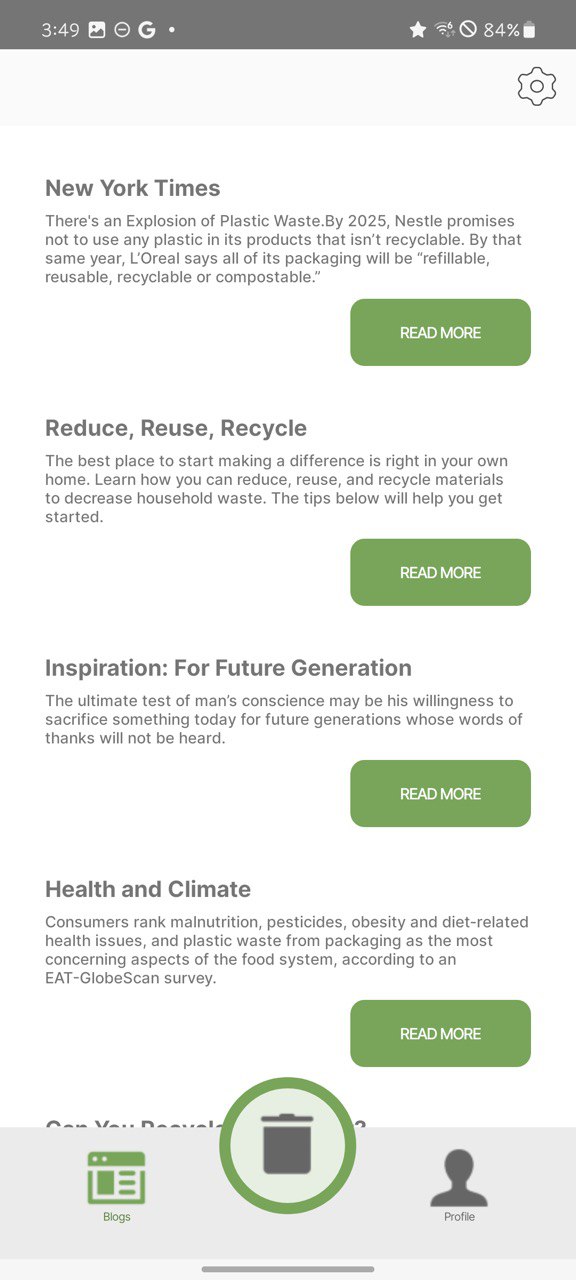 3:49
84%
New York Times
There's an Explosion of Plastic Waste.By 2025, Nestle promises
not to use any plastic in its products that isn’t recyclable. By that
same year, L’Oreal says all of its packaging will be “refillable,
reusable, recyclable or compostable.”
READ MORE
Reduce, Reuse, Recycle
The best place to start making a difference is right in your own
home. Learn how you can reduce, reuse, and recycle materials
to decrease household waste. The tips below will help you get
started.
READ MORE
Inspiration: For Future Generation
The ultimate test of man’s conscience may be his willingness to
sacrifice something today for future generations whose words of
thanks will not be heard.
READ MORE
Health and Climate
Consumers rank malnutrition, pesticides, obesity and diet-related
health issues, and plastic waste from packaging as the most
concerning aspects of the food system, according to an
EAT-GlobeScan survey.
READ MORE
Can You Recycle ?
Blogs
Profile